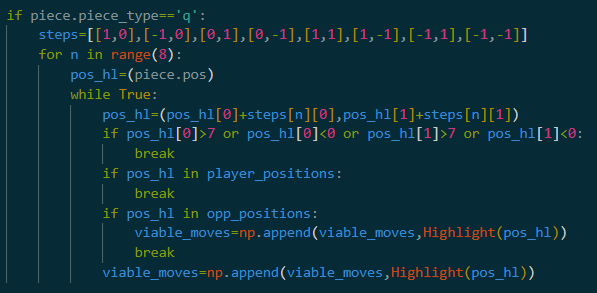 if piece.piece_type=='q':
    steps=[[1,0],[-1,0],[0,1],[0,-1],[1,1],[1,-1],[-1,1],[-1,-1]]
    for n in range(8):
        pos_hl=(piece.pos)
        while True:
            pos_hl=(pos_hl[0]+steps[n][0],pos_hl[1]+steps[n][1])
            if pos_hl[0]>7 or pos_hl[0]<0 or pos_hl[1]>7 or pos_hl[1]<0:
                break
            if pos_hl in player_positions:
                break
            if pos_hl in opp_positions:
                viable_moves=np.append(viable_moves,Highlight(pos_hl))
                break
            viable_moves=np.append(viable_moves,Highlight(pos_hl))